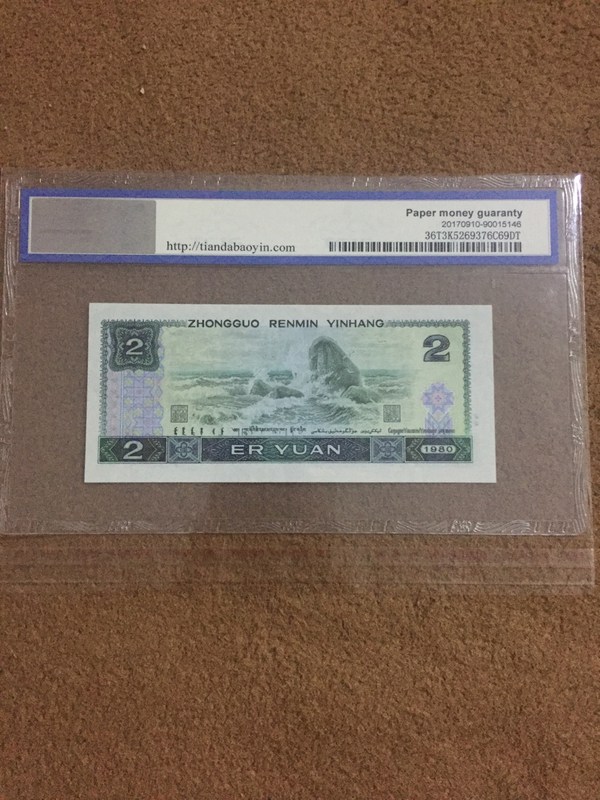 Paper money guaranty
20170910-90015146
http://tiandabaoyin.com
36T3K5269376C69DT
ZHONGGUO RENMIN YINHANG
2
2
2
ER YUAN
1980